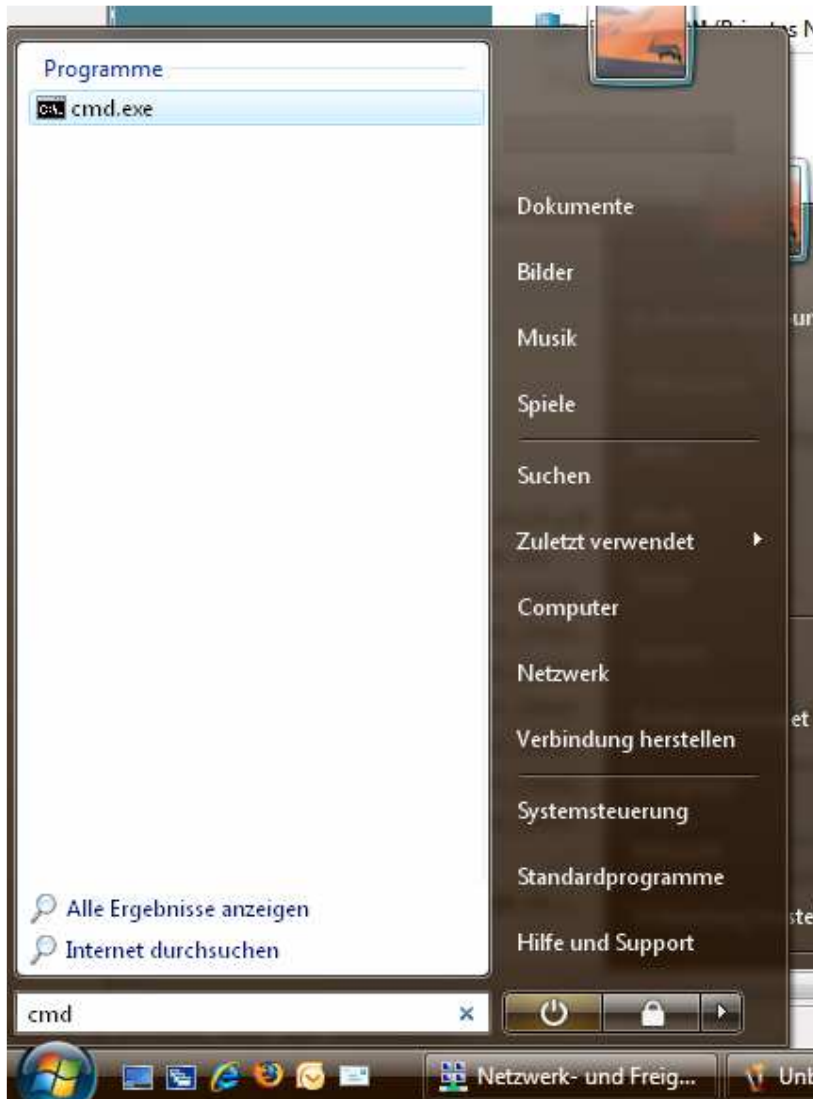 Programme
cmd.exe
Alle Ergebnisse anzeigen
Internet durchsuchen
cmd
Dokumente
Bilder
Musik
Spiele
Suchen
Zuletzt verwendet
Computer
Netzwerk
Verbindung herstellen
Systemsteuerung
Standardprogramme
Hilfe und Support
Netzwerk- und Freig...